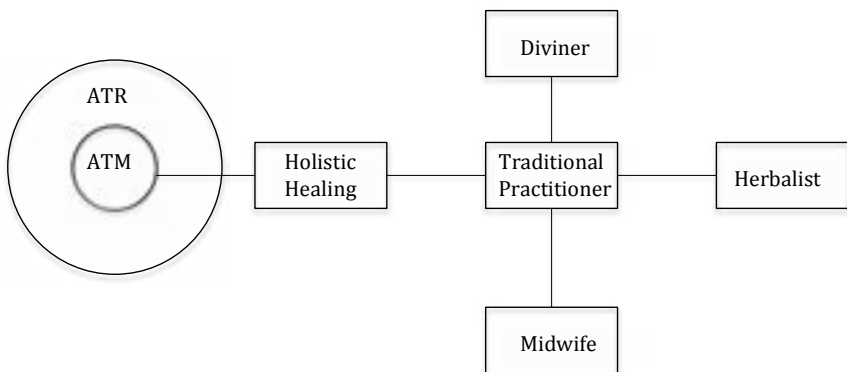 Diviner
ATR
ATM
Holistic
Healing
Traditional
Practitioner
Herbalist
Midwife